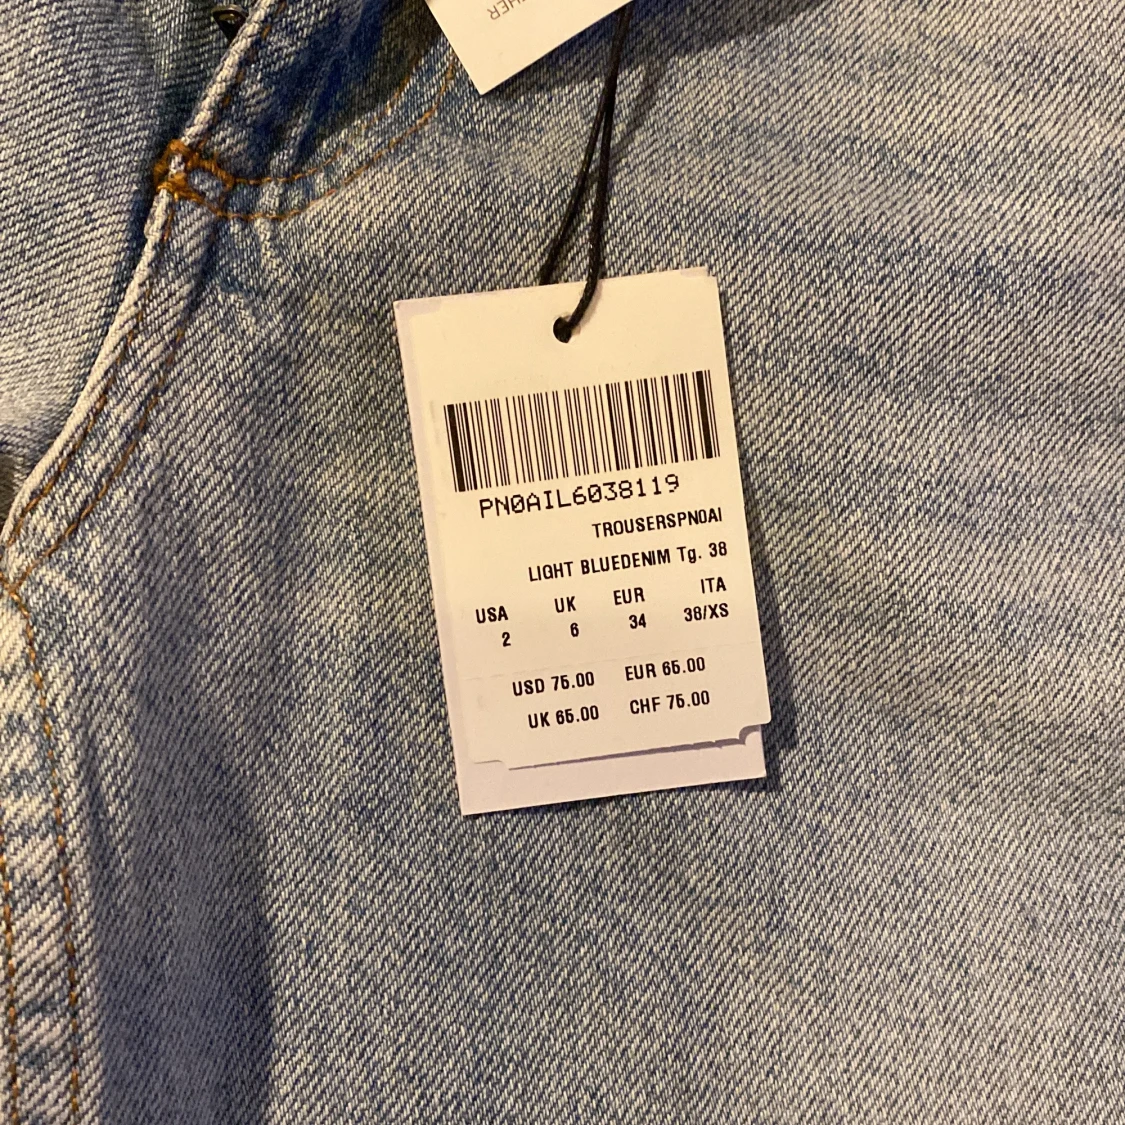 THER
PN0AIL6038119
TROUSERSPN0AI
LIGHT BLUEDENIM Tg. 38
USA UK EUR ITA
2 6 34 38/XS
USD 75.00 EUR 65.00
UK 65.00 CHF 75.00